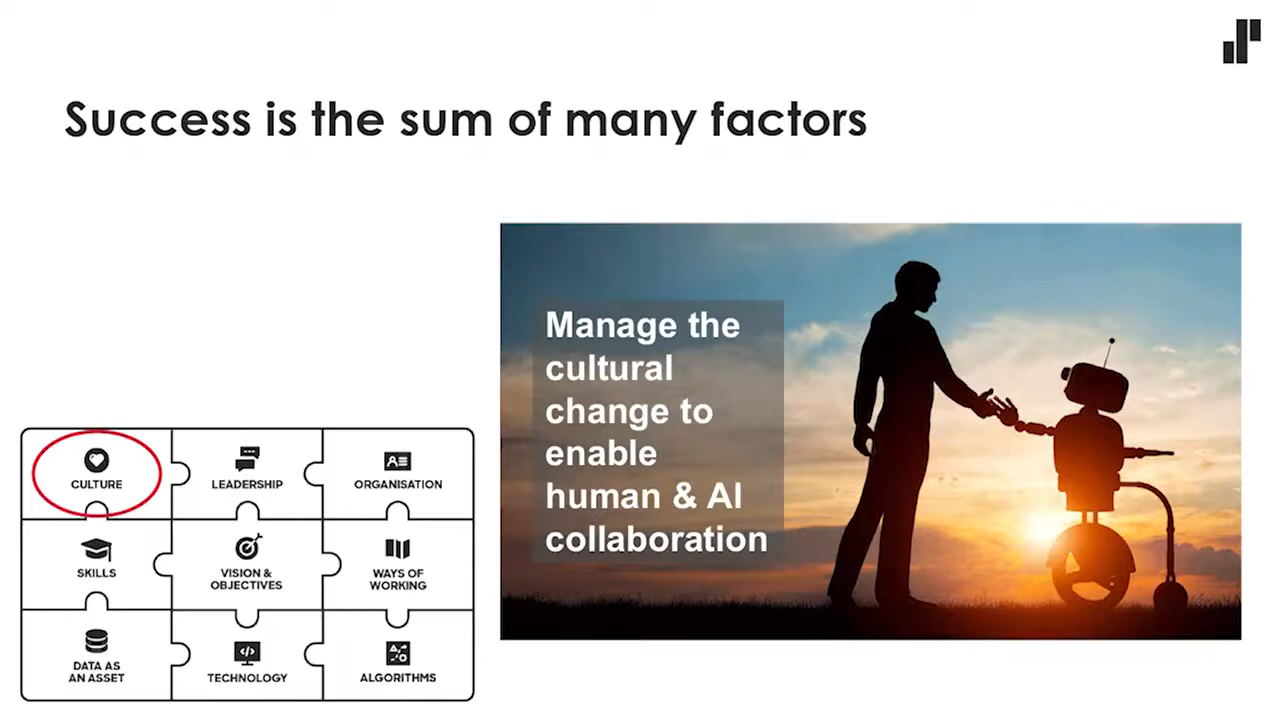 Success is the sum of many factors
Manage the
cultural
change to
enable
human & AI
collaboration
CULTURE
LEADERSHIP
ORGANISATION
SKILLS
VISION &
OBJECTIVES
WAYS OF
WORKING
DATA AS
AN ASSET
TECHNOLOGY
ALGORITHMS